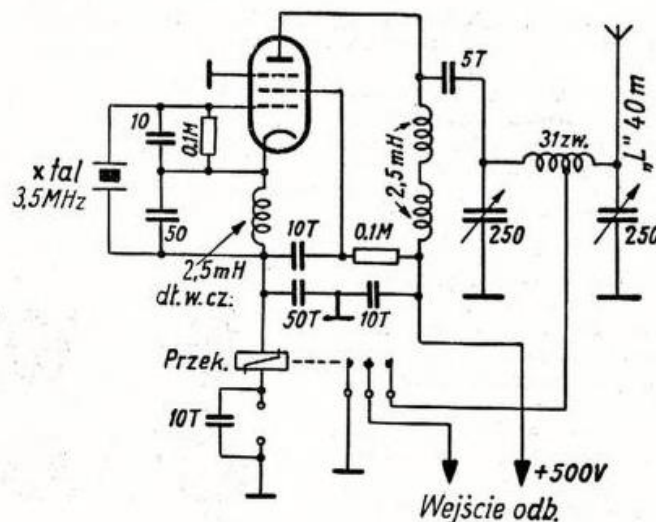 5T
10
0.1M
x tal
3,5MHz
50
2,5mH
dł.w.cz.
10T
0.1M
2,5mH
31zw.
„L" 40m
250
250
50T
10T
Przek.
10T
+500V
Wejście odb.